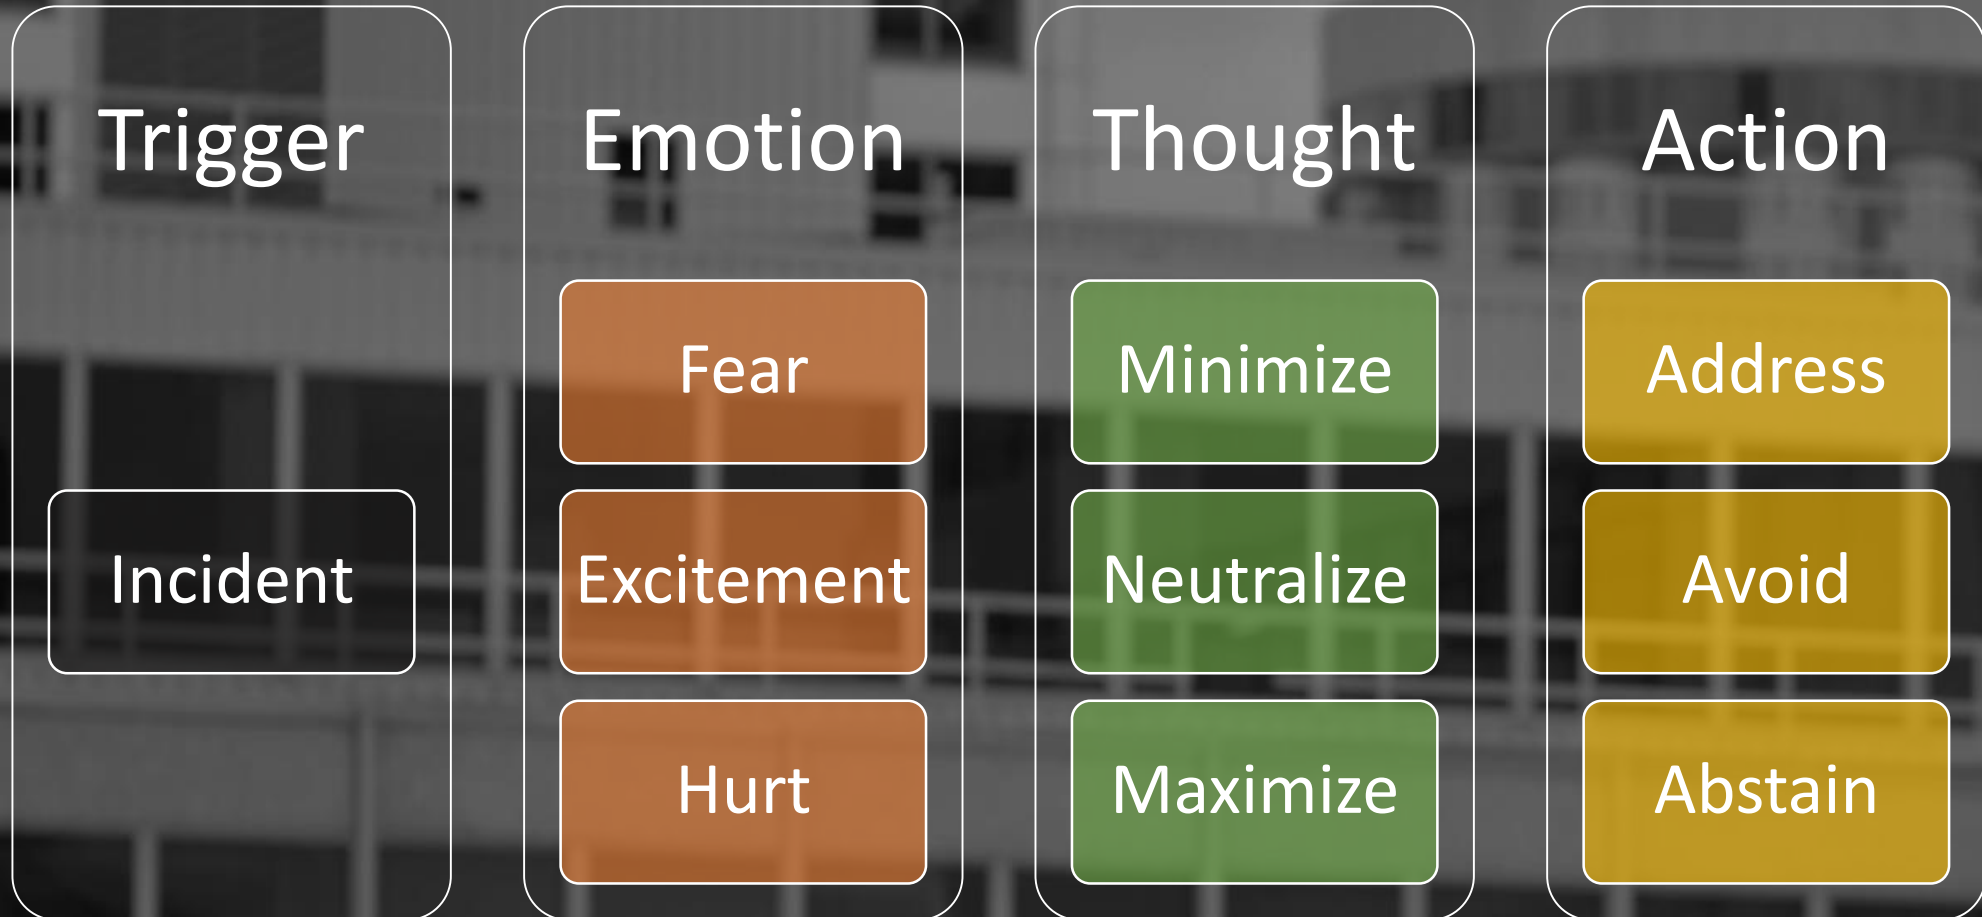 Trigger
Incident
Emotion
Fear
Excitement
Hurt
Thought
Minimize
Neutralize
Maximize
Action
Address
Avoid
Abstain